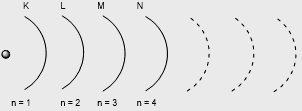 K L M N
n = 1 n = 2 n = 3 n = 4